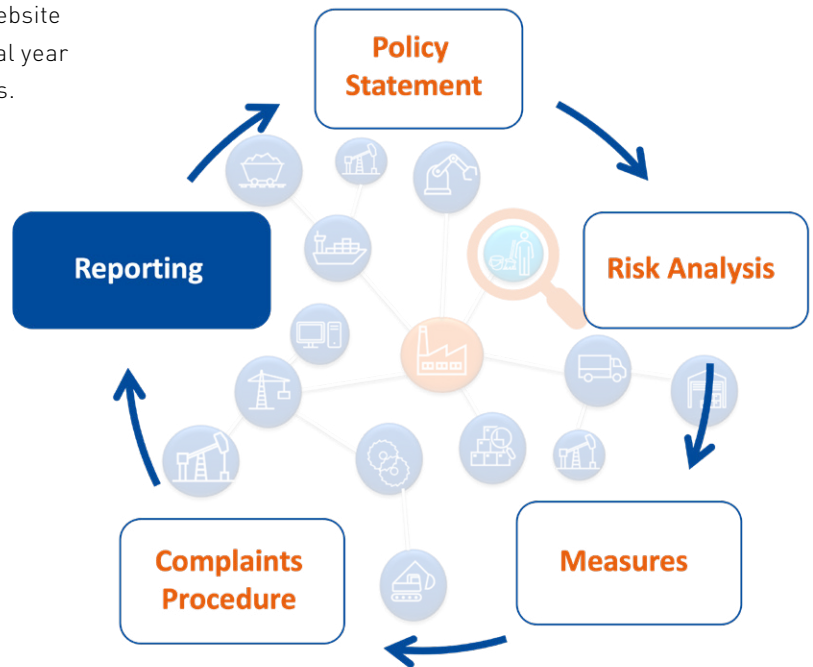 ebsite
al year
s.
Policy
Statement
Reporting
Risk Analysis
Complaints
Procedure
Measures